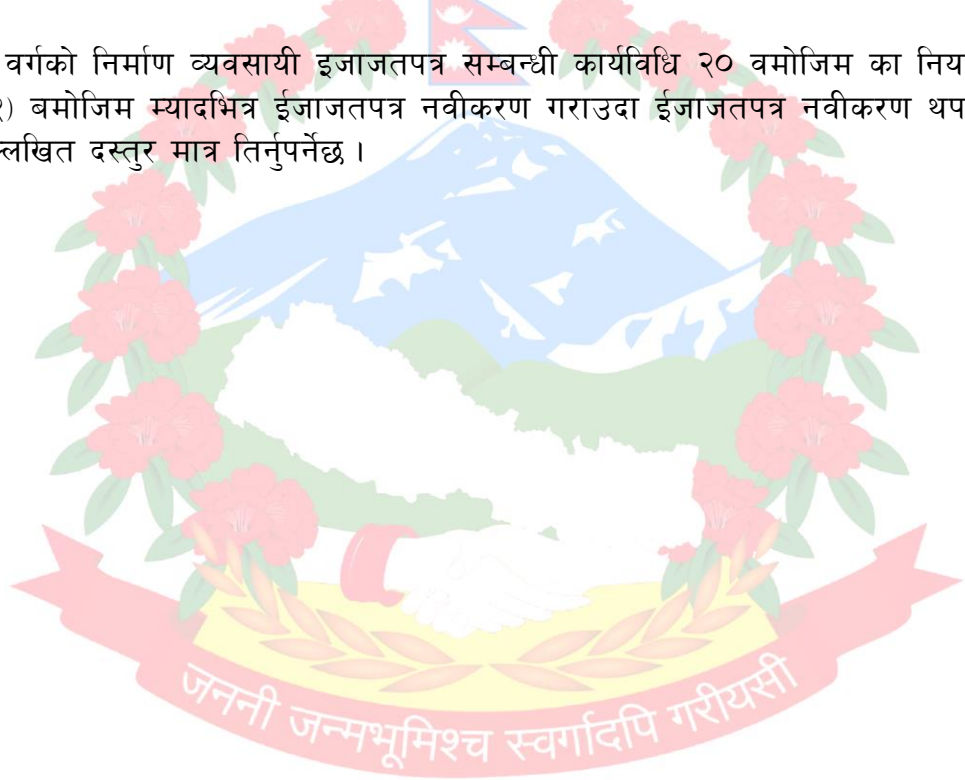 वर्गको निर्माण व्यवसायी इजाजतपत्र सम्बन्धी कार्यविधि २० वमोजिम का निय
) बमोजिम म्यादभित्र ईजाजतपत्र नवीकरण गराउदा ईजाजतपत्र नवीकरण थप
ल्लखित दस्तुर मात्र तिर्नुपर्नेछ ।
जननी जन्मभूमिश्च स्वर्गादपि गरीयसी